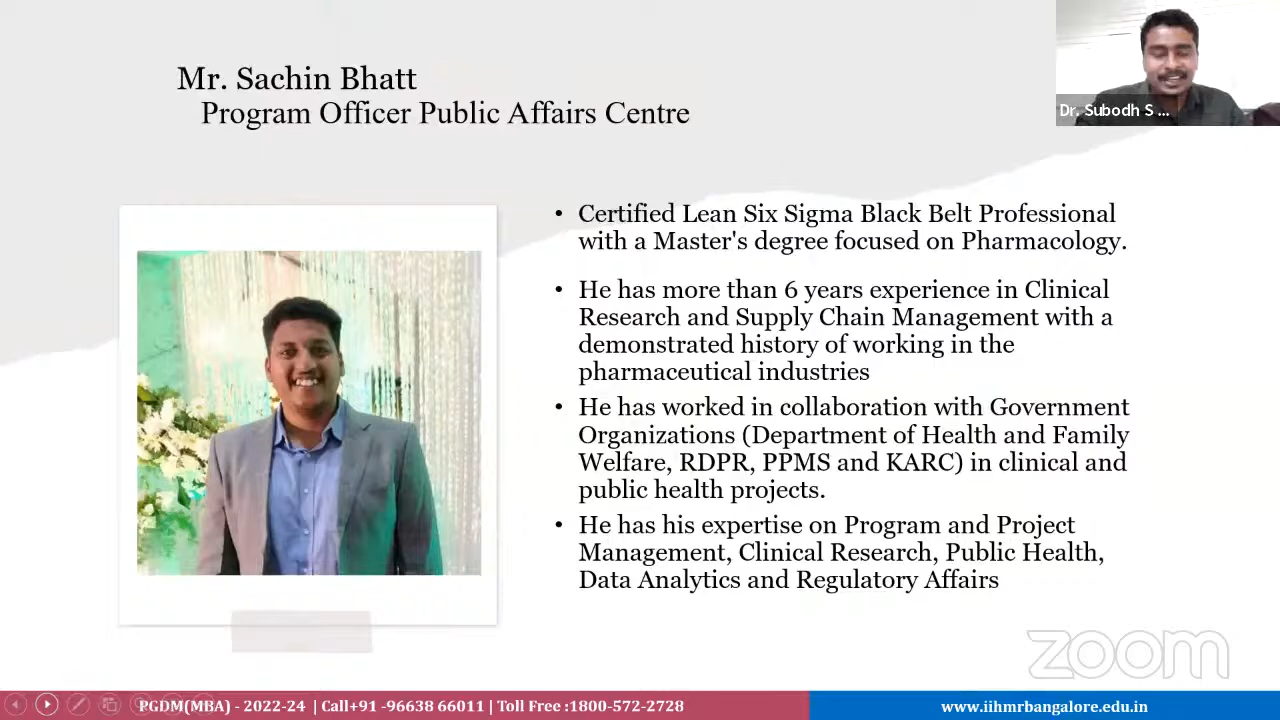 Mr. Sachin Bhatt
Program Officer Public Affairs Centre
Dr. Subodh S ...
• Certified Lean Six Sigma Black Belt Professional
with a Master's degree focused on Pharmacology.
• He has more than 6 years experience in Clinical
Research and Supply Chain Management with a
demonstrated history of working in the
pharmaceutical industries
• He has worked in collaboration with Government
Organizations (Department of Health and Family
Welfare, RDPR, PPMS and KARC) in clinical and
public health projects.
• He has his expertise on Program and Project
Management, Clinical Research, Public Health,
Data Analytics and Regulatory Affairs
zoom
PGDM(MBA) - 2022-24 | Call+91 -96638 66011 | Toll Free :1800-572-2728
www.iihmrbangalore.edu.in